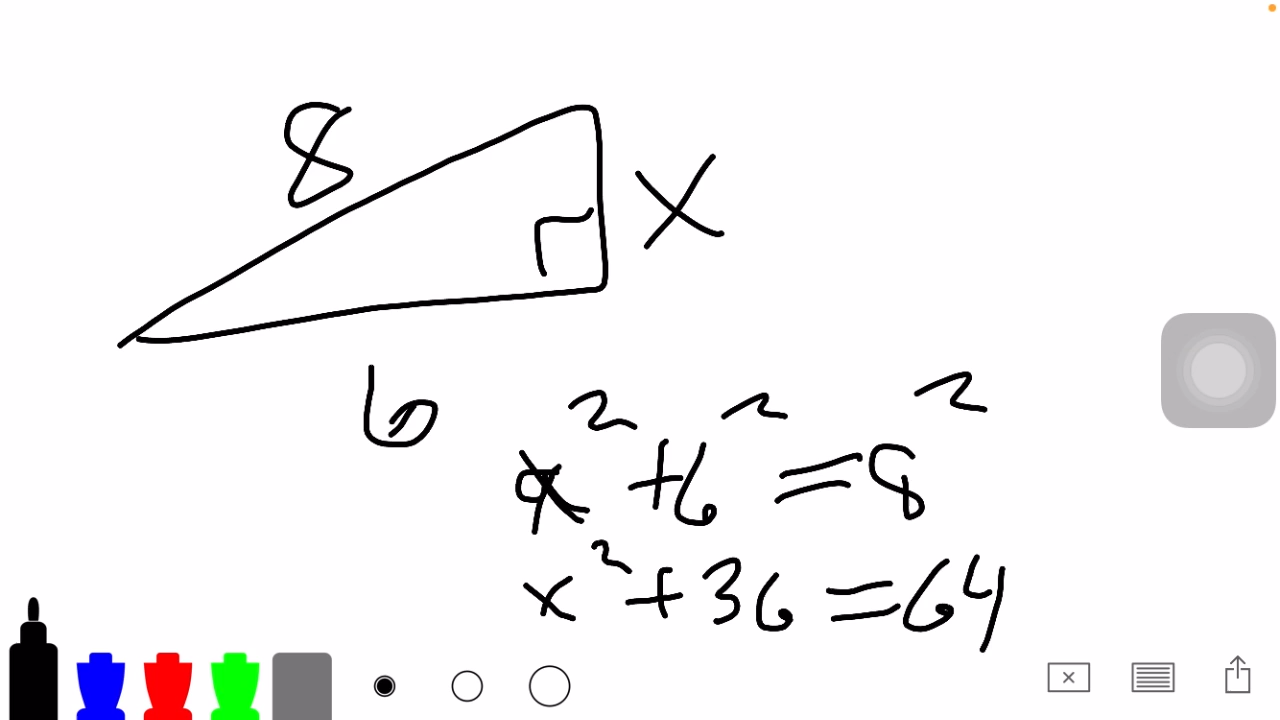 8
x
6
x² + 6² = 8²
x² + 36 = 64